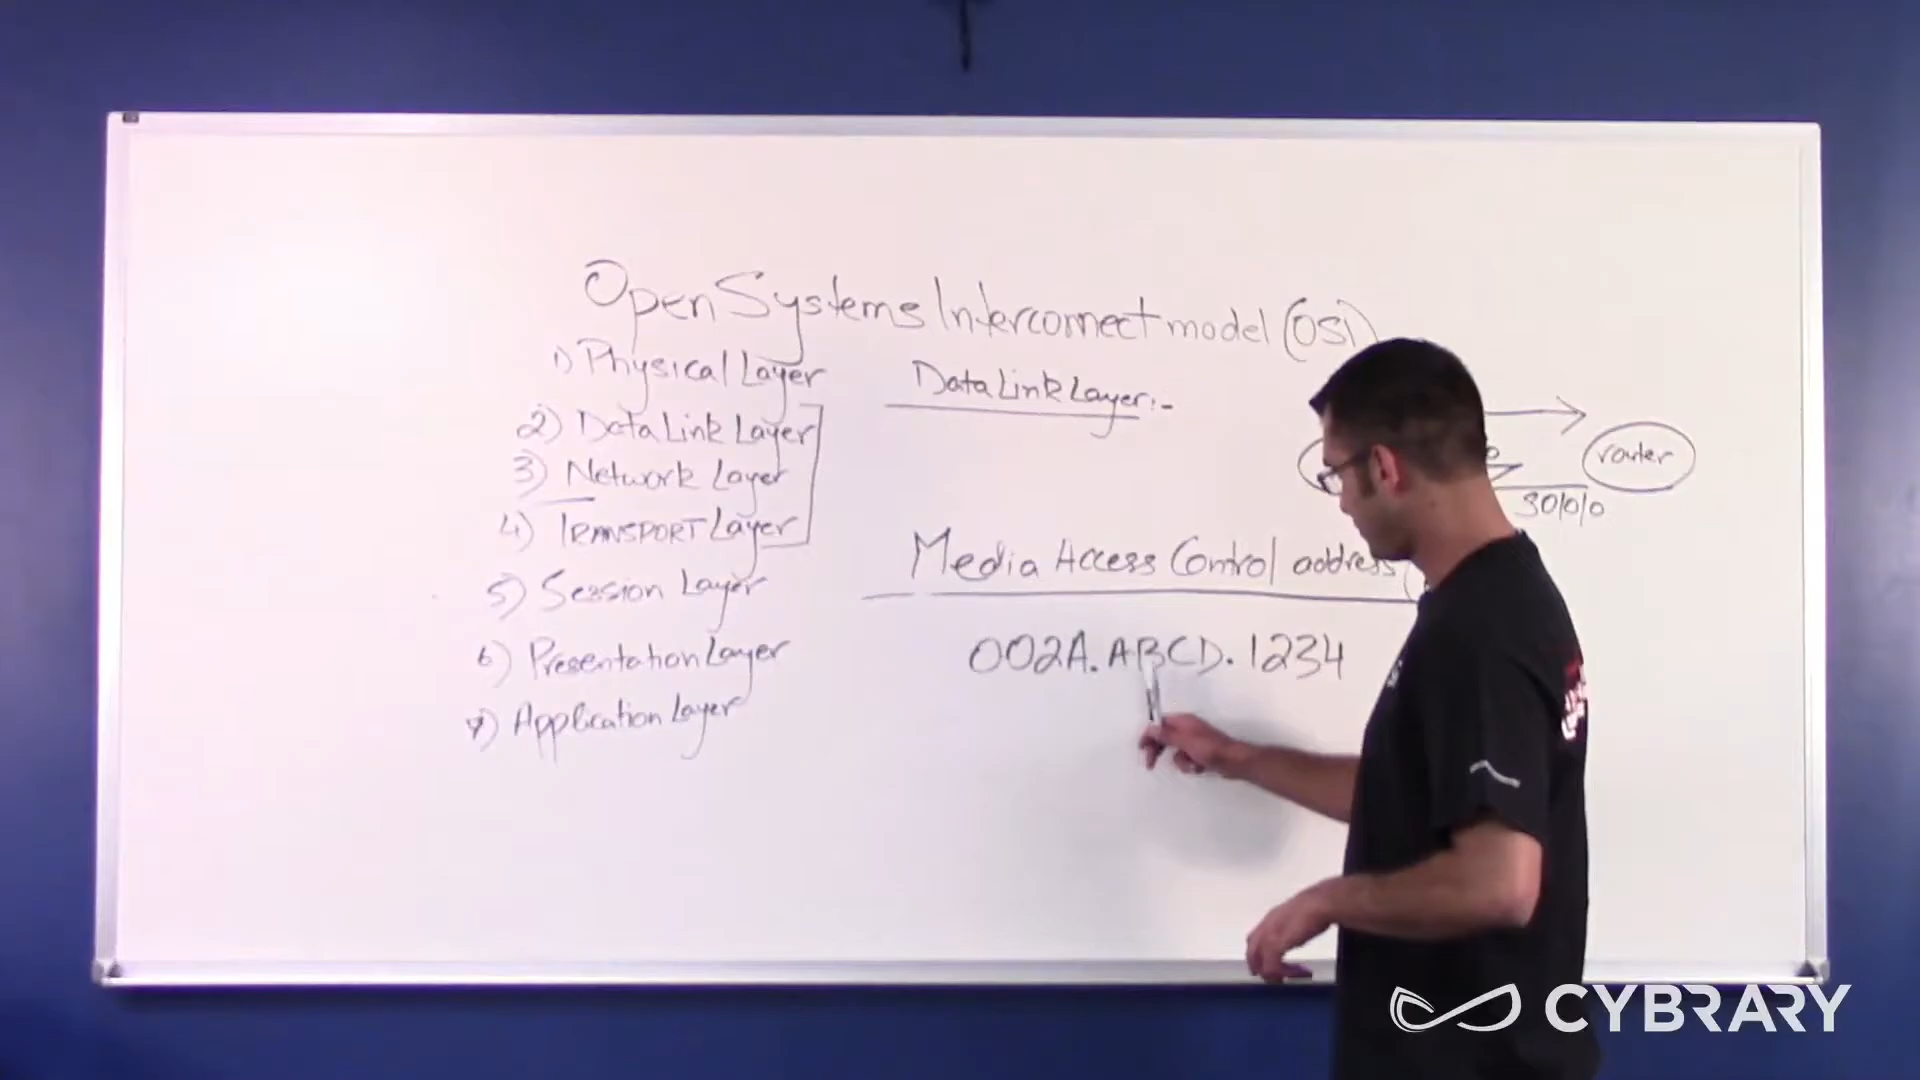 Open Systems Interconnect model (OSI)
1) Physical Layer
2) Data Link Layer
3) Network Layer
4) TRANSPORT Layer
5) Session Layer
6) Presentation Layer
7) Application Layer
Data Link Layer:-
router
S0/0/0
Media Access Control address (
002A.ABCD.1234
CYBRARY